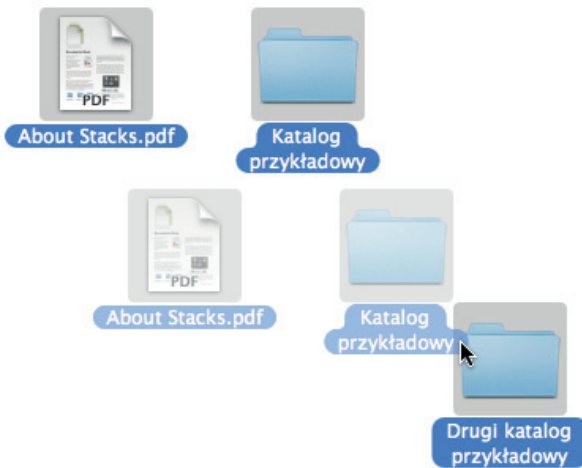 PDF
About Stacks.pdf
Katalog
przykładowy
PDF
About Stacks.pdf
Katalog
przykładowy
Drugi katalog
przykładowy